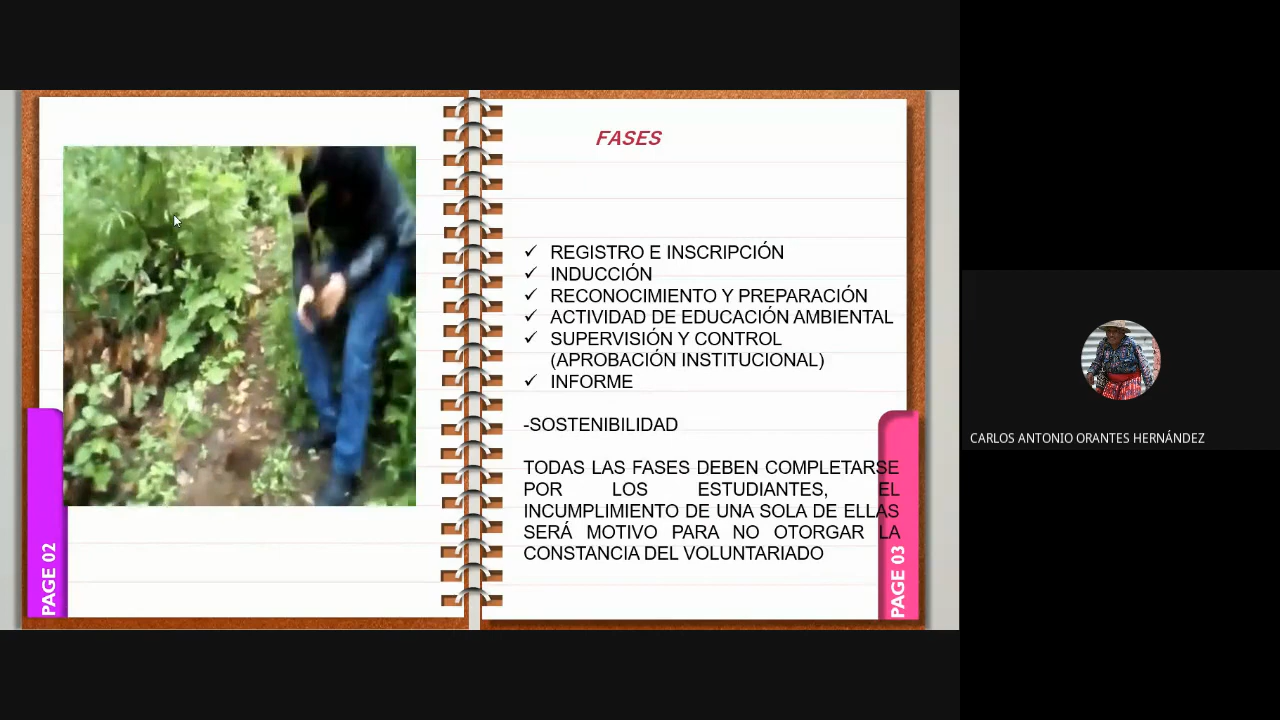 FASES
✓ REGISTRO E INSCRIPCIÓN
✓ INDUCCIÓN
✓ RECONOCIMIENTO Y PREPARACIÓN
✓ ACTIVIDAD DE EDUCACIÓN AMBIENTAL
✓ SUPERVISIÓN Y CONTROL
(APROBACIÓN INSTITUCIONAL)
✓ INFORME
-SOSTENIBILIDAD
TODAS LAS FASES DEBEN COMPLETARSE
POR LOS ESTUDIANTES, EL
INCUMPLIMIENTO DE UNA SOLA DE ELLAS
SERÁ MOTIVO PARA NO OTORGAR LA
CONSTANCIA DEL VOLUNTARIADO
PAGE 02
PAGE 03
CARLOS ANTONIO ORANTES HERNÁNDEZ